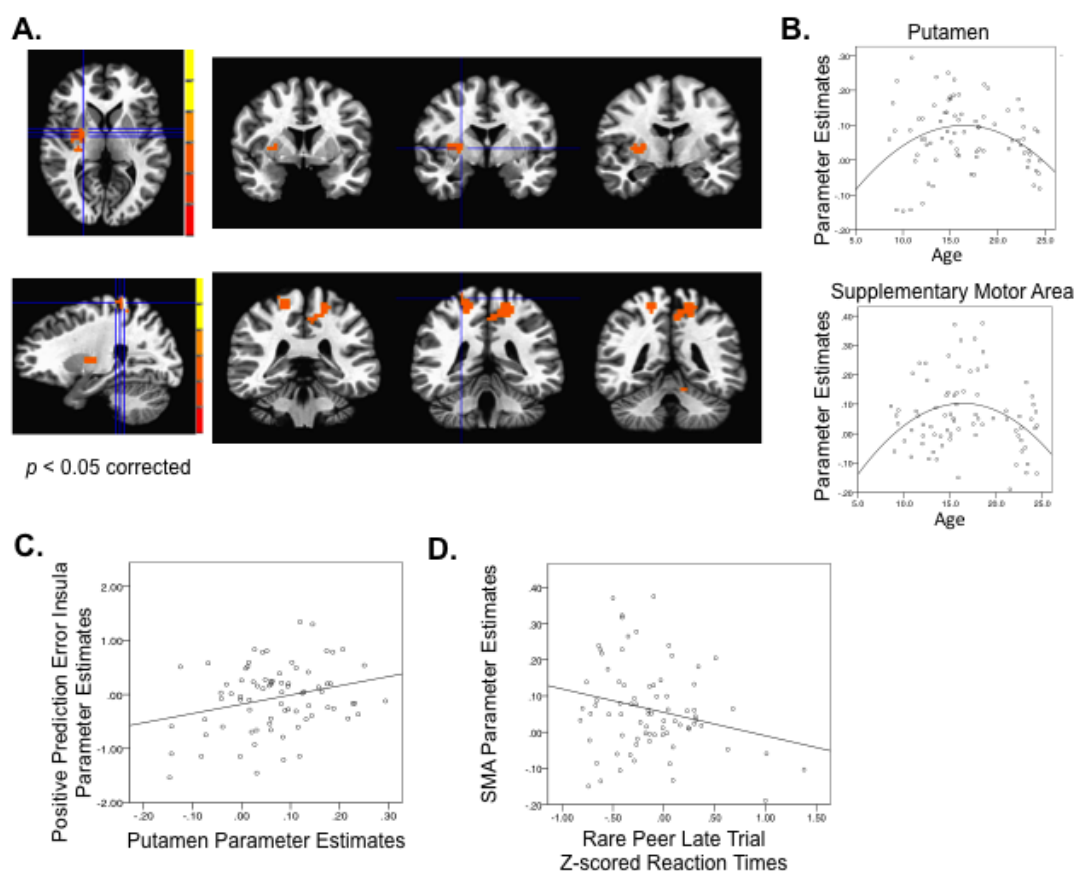 A.
p < 0.05 corrected
B.
Putamen
Parameter Estimates
.30
.20
.10
.00
-.10
-.20
5.0 10.0 15.0 20.0 25.0
Age
Supplementary Motor Area
Parameter Estimates
.40
.30
.20
.10
.00
-.10
-.20
5.0 10.0 15.0 20.0 25.0
Age
C.
Positive Prediction Error Insula
Parameter Estimates
2.00
1.00
.00
-1.00
-2.00
-.20 -.10 .00 .10 .20 .30
Putamen Parameter Estimates
D.
SMA Parameter Estimates
.40
.30
.20
.10
.00
-.10
-.20
-1.00 -.50 .00 .50 1.00 1.50
Rare Peer Late Trial
Z-scored Reaction Times